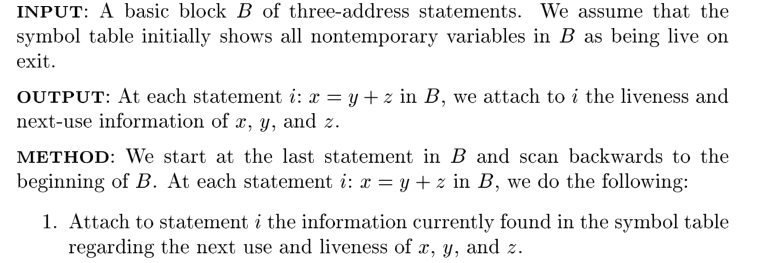 INPUT: A basic block B of three-address statements. We assume that the
symbol table initially shows all nontemporary variables in B as being live on
exit.
OUTPUT: At each statement i: x = y + z in B, we attach to i the liveness and
next-use information of x, y, and z.
METHOD: We start at the last statement in B and scan backwards to the
beginning of B. At each statement i: x = y + z in B, we do the following:
1. Attach to statement i the information currently found in the symbol table
regarding the next use and liveness of x, y, and z.